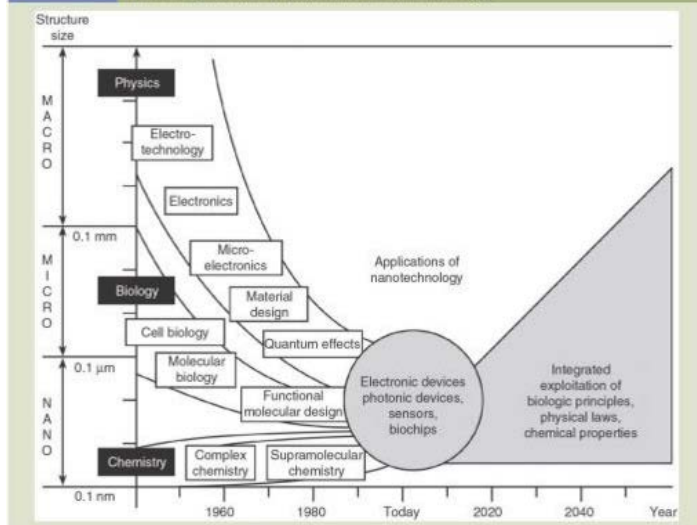 Structure
size
Physics
MACRO
Electro-
technology
Electronics
0.1 mm
Micro-
electronics
Applications of
nanotechnology
MICRO
Biology
Material
design
Cell biology
Quantum effects
Molecular
biology
0.1 µm
Electronic devices
photonic devices,
sensors,
biochips
Integrated
exploitation of
biologic principles,
physical laws,
chemical properties
NANO
Functional
molecular design
Chemistry
Complex
chemistry
Supramolecular
chemistry
0.1 nm
1960
1980
Today
2020
2040
Year